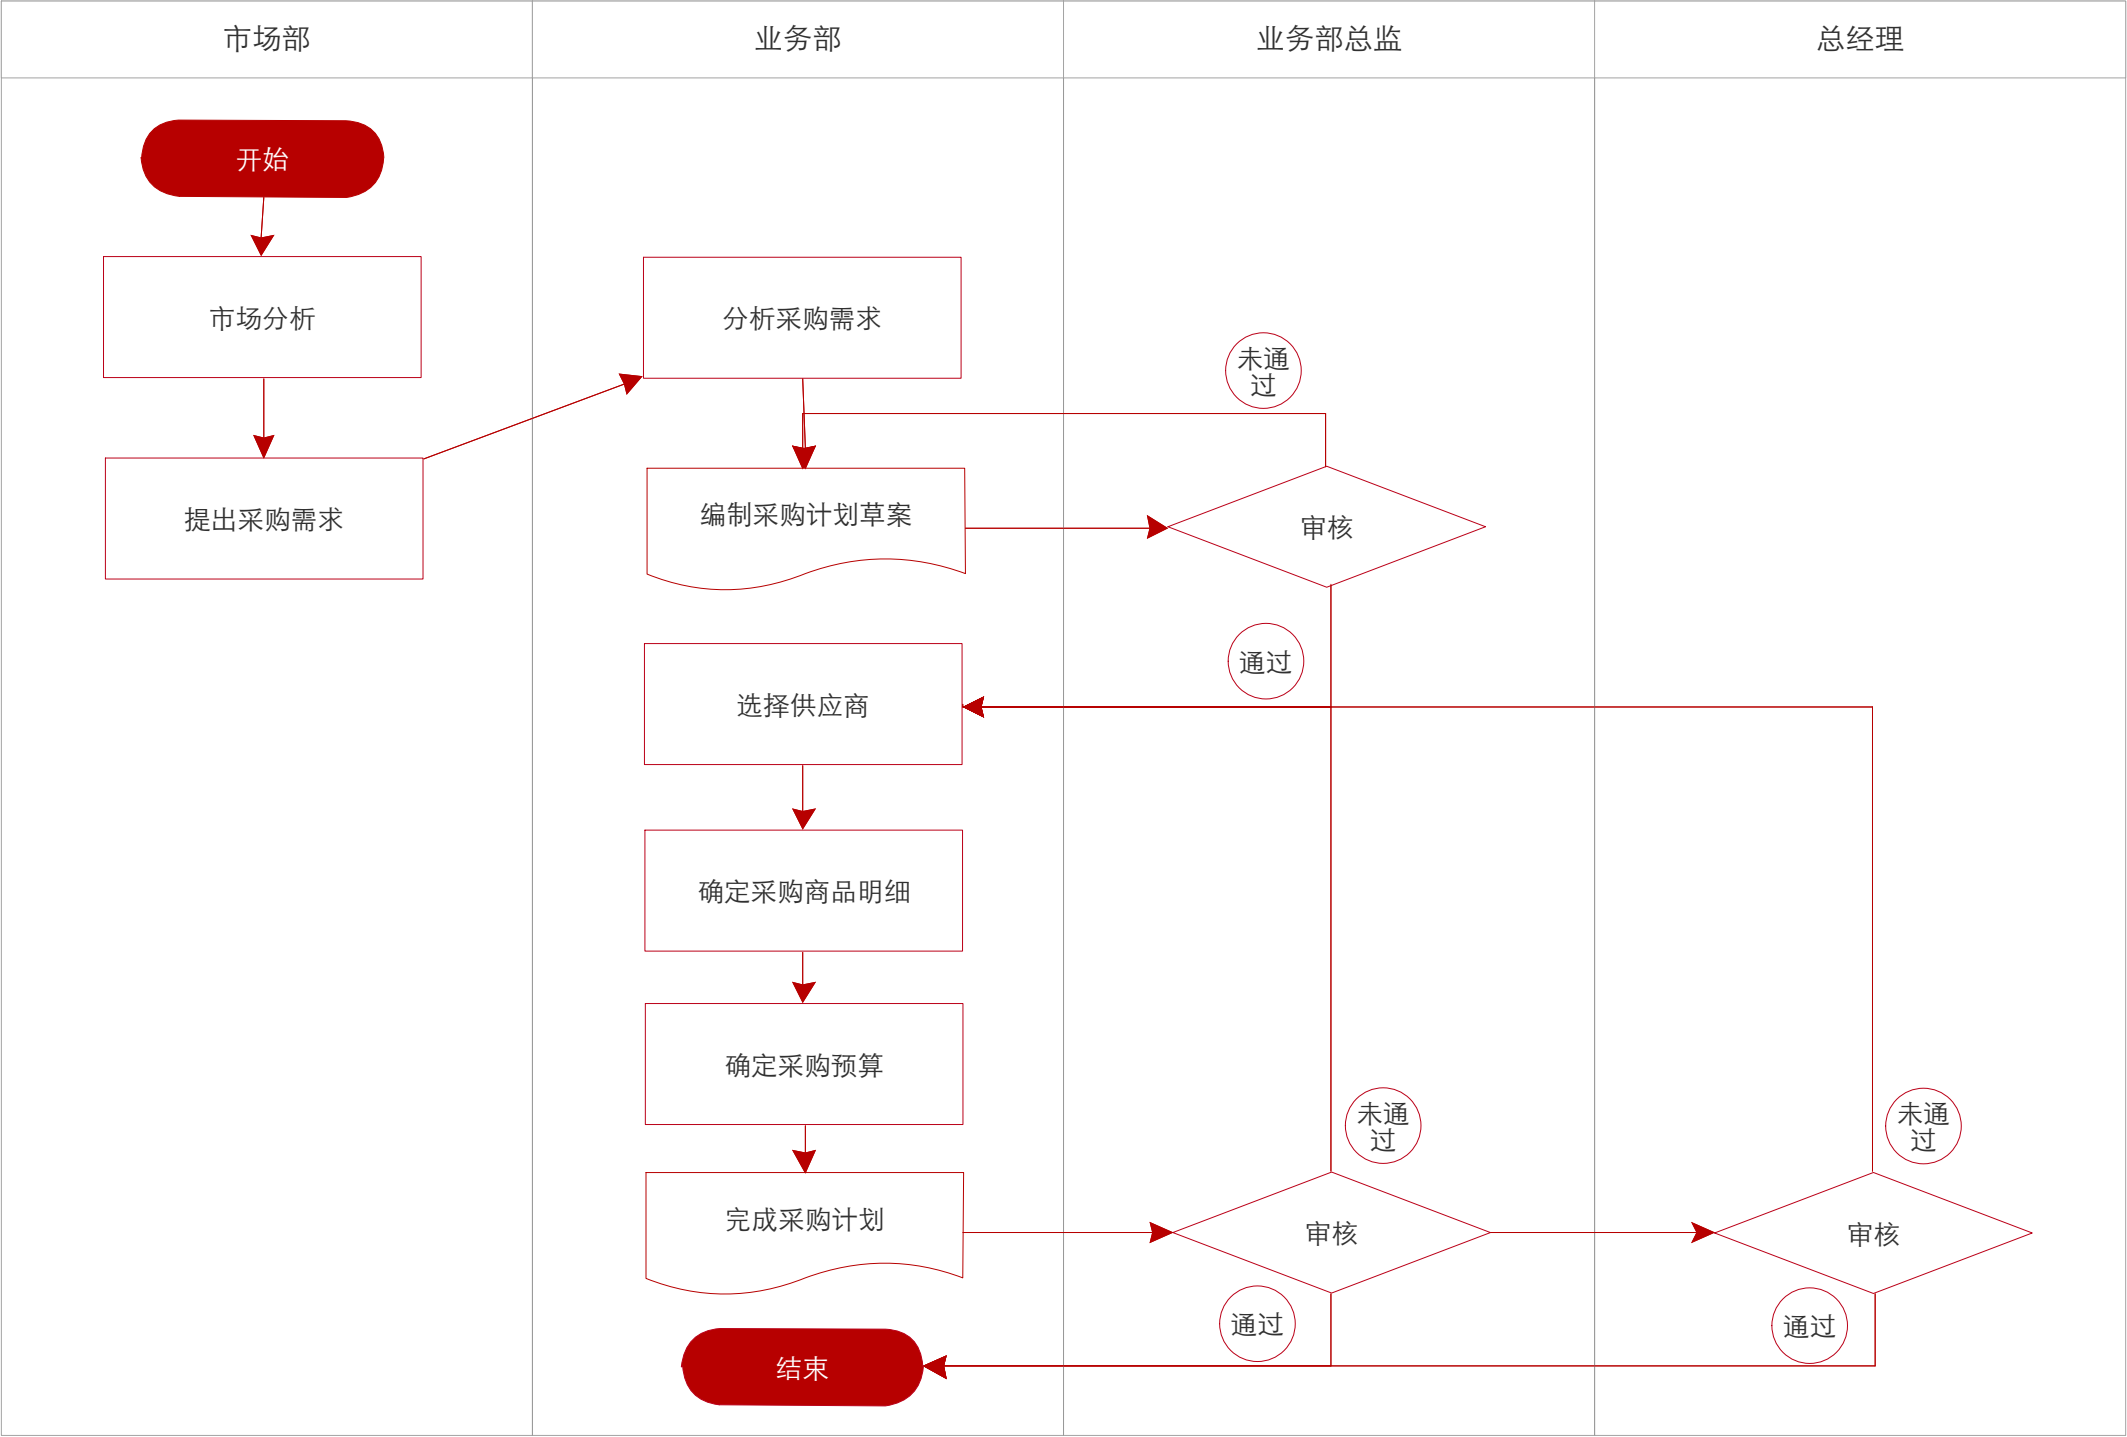 市场部
业务部
业务部总监
总经理
开始
市场分析
分析采购需求
未通
过
提出采购需求
编制采购计划草案
审核
通过
选择供应商
确定采购商品明细
确定采购预算
未通
过
未通
过
完成采购计划
审核
审核
通过
通过
结束